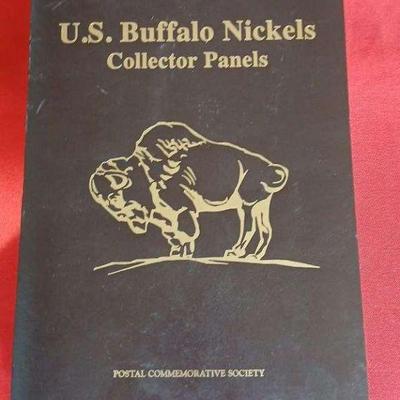 U.S. Buffalo Nickels
Collector Panels
POSTAL COMMEMORATIVE SOCIETY